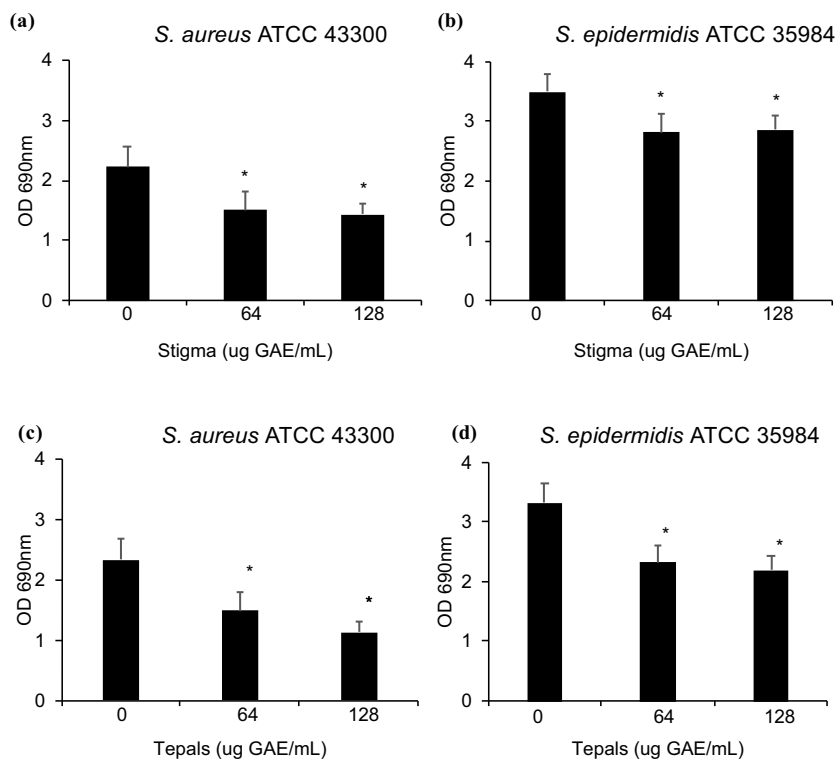 (a)
S. aureus ATCC 43300
4
3
2
1
0
OD 690nm
*
*
0 64 128
Stigma (ug GAE/mL)
(b)
S. epidermidis ATCC 35984
4
3
2
1
0
OD 690nm
*
*
0 64 128
Stigma (ug GAE/mL)
(c)
S. aureus ATCC 43300
4
3
2
1
0
OD 690nm
*
*
0 64 128
Tepals (ug GAE/mL)
(d)
S. epidermidis ATCC 35984
4
3
2
1
0
OD 690nm
*
*
0 64 128
Tepals (ug GAE/mL)